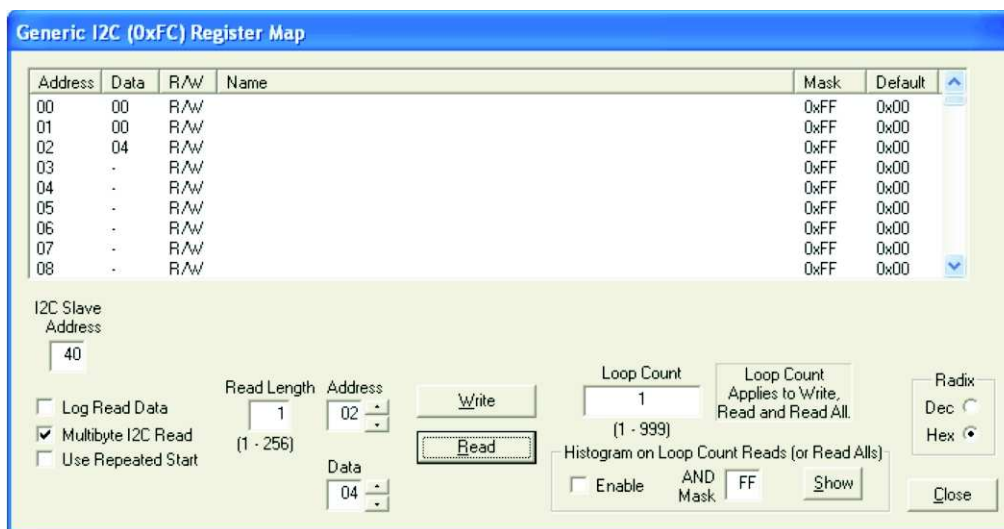 Generic I2C (0xFC) Register Map
Address Data R/W Name Mask Default
00 00 R/W 0xFF 0x00
01 00 R/W 0xFF 0x00
02 04 R/W 0xFF 0x00
03 - R/W 0xFF 0x00
04 - R/W 0xFF 0x00
05 - R/W 0xFF 0x00
06 - R/W 0xFF 0x00
07 - R/W 0xFF 0x00
08 - R/W 0xFF 0x00
I2C Slave
Address
40
Log Read Data
Multibyte I2C Read
Use Repeated Start
Read Length
1
(1 - 256)
Address
02
Data
04
Write
Read
Loop Count
1
(1 - 999)
Loop Count
Applies to Write,
Read and Read All.
Histogram on Loop Count Reads (or Read Alls)
Enable
AND
Mask
FF
Show
Radix
Dec
Hex
Close